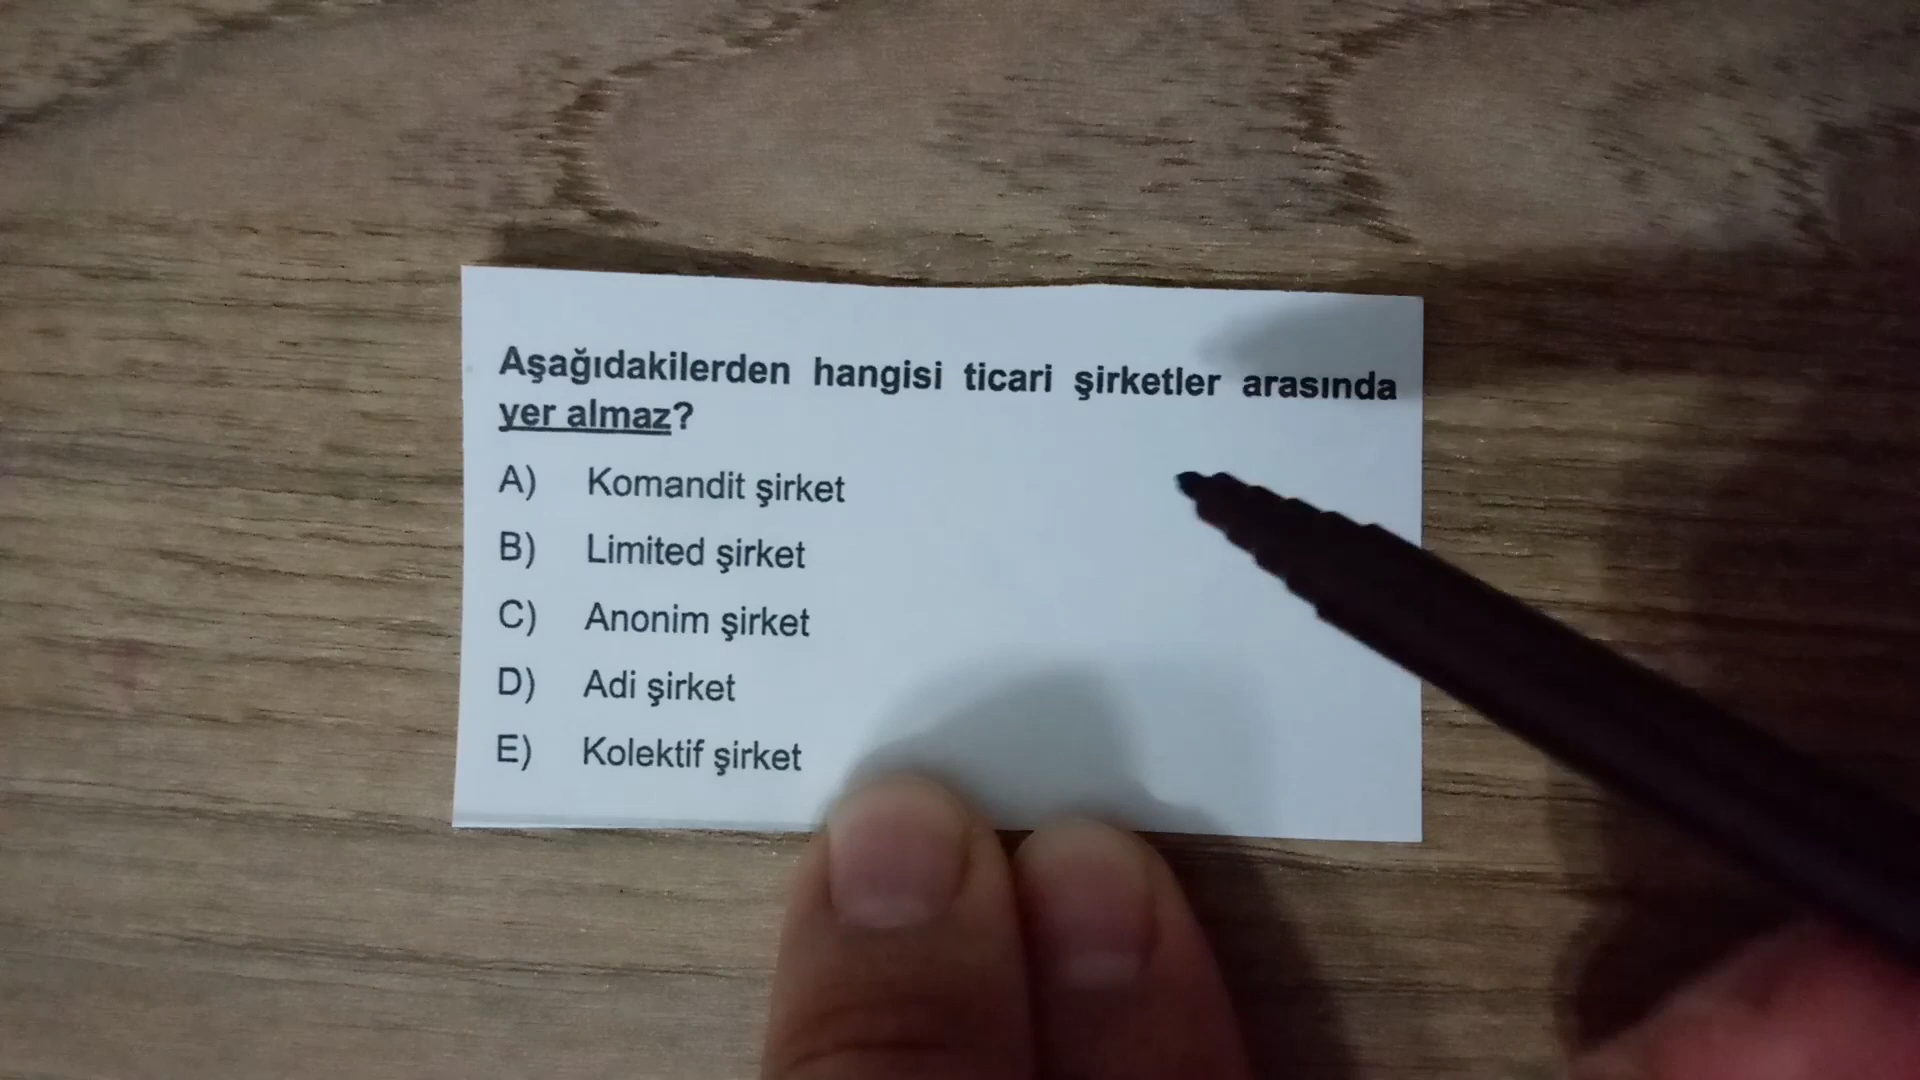 Aşağıdakilerden hangisi ticari şirketler arasında
yer almaz?
A) Komandit şirket
B) Limited şirket
C) Anonim şirket
D) Adi şirket
E) Kolektif şirket